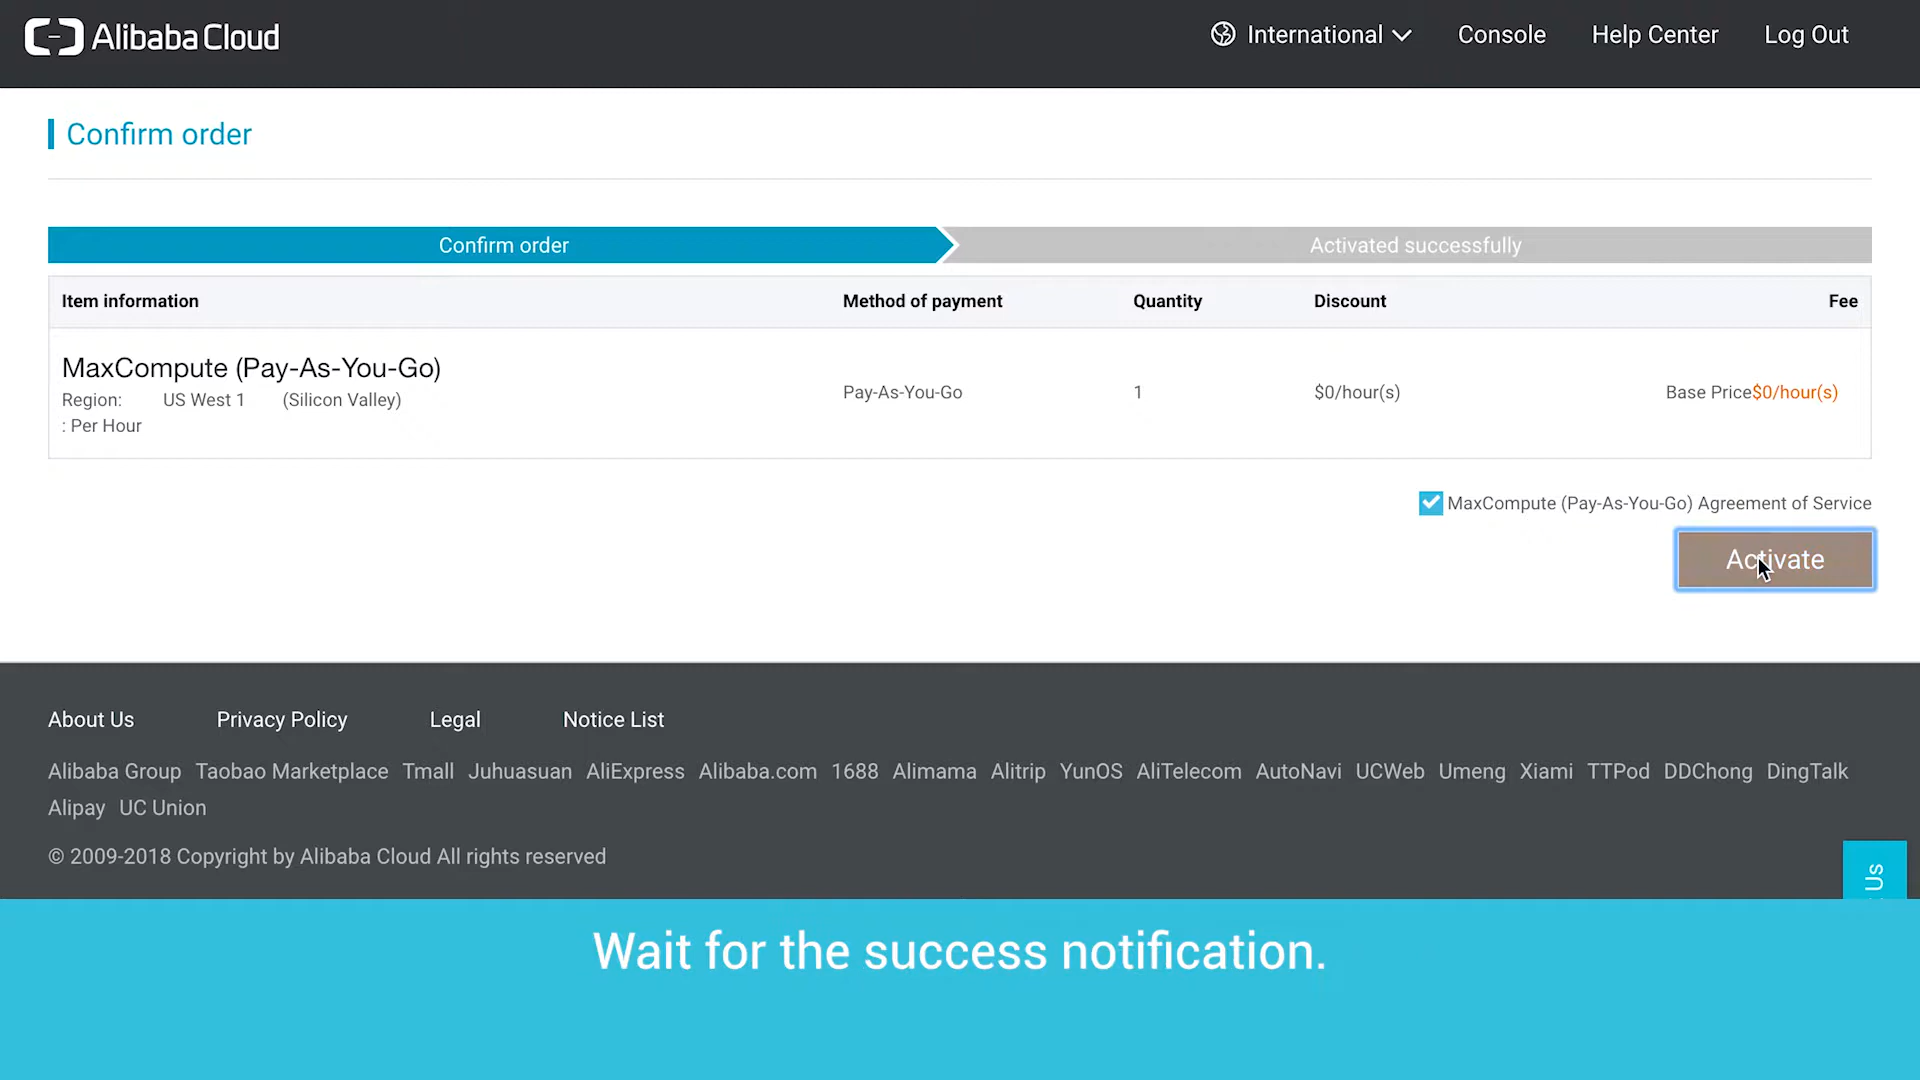 Alibaba Cloud
International Console Help Center Log Out
Confirm order
Confirm order Activated successfully
Item information Method of payment Quantity Discount Fee
MaxCompute (Pay-As-You-Go)
Region: US West 1 (Silicon Valley)
: Per Hour
Pay-As-You-Go 1 $0/hour(s) Base Price$0/hour(s)
MaxCompute (Pay-As-You-Go) Agreement of Service
Activate
About Us Privacy Policy Legal Notice List
Alibaba Group Taobao Marketplace Tmall Juhuasuan AliExpress Alibaba.com 1688 Alimama Alitrip YunOS AliTelecom AutoNavi UCWeb Umeng Xiami TTPod DDChong DingTalk
Alipay UC Union
© 2009-2018 Copyright by Alibaba Cloud All rights reserved
Us
Wait for the success notification.